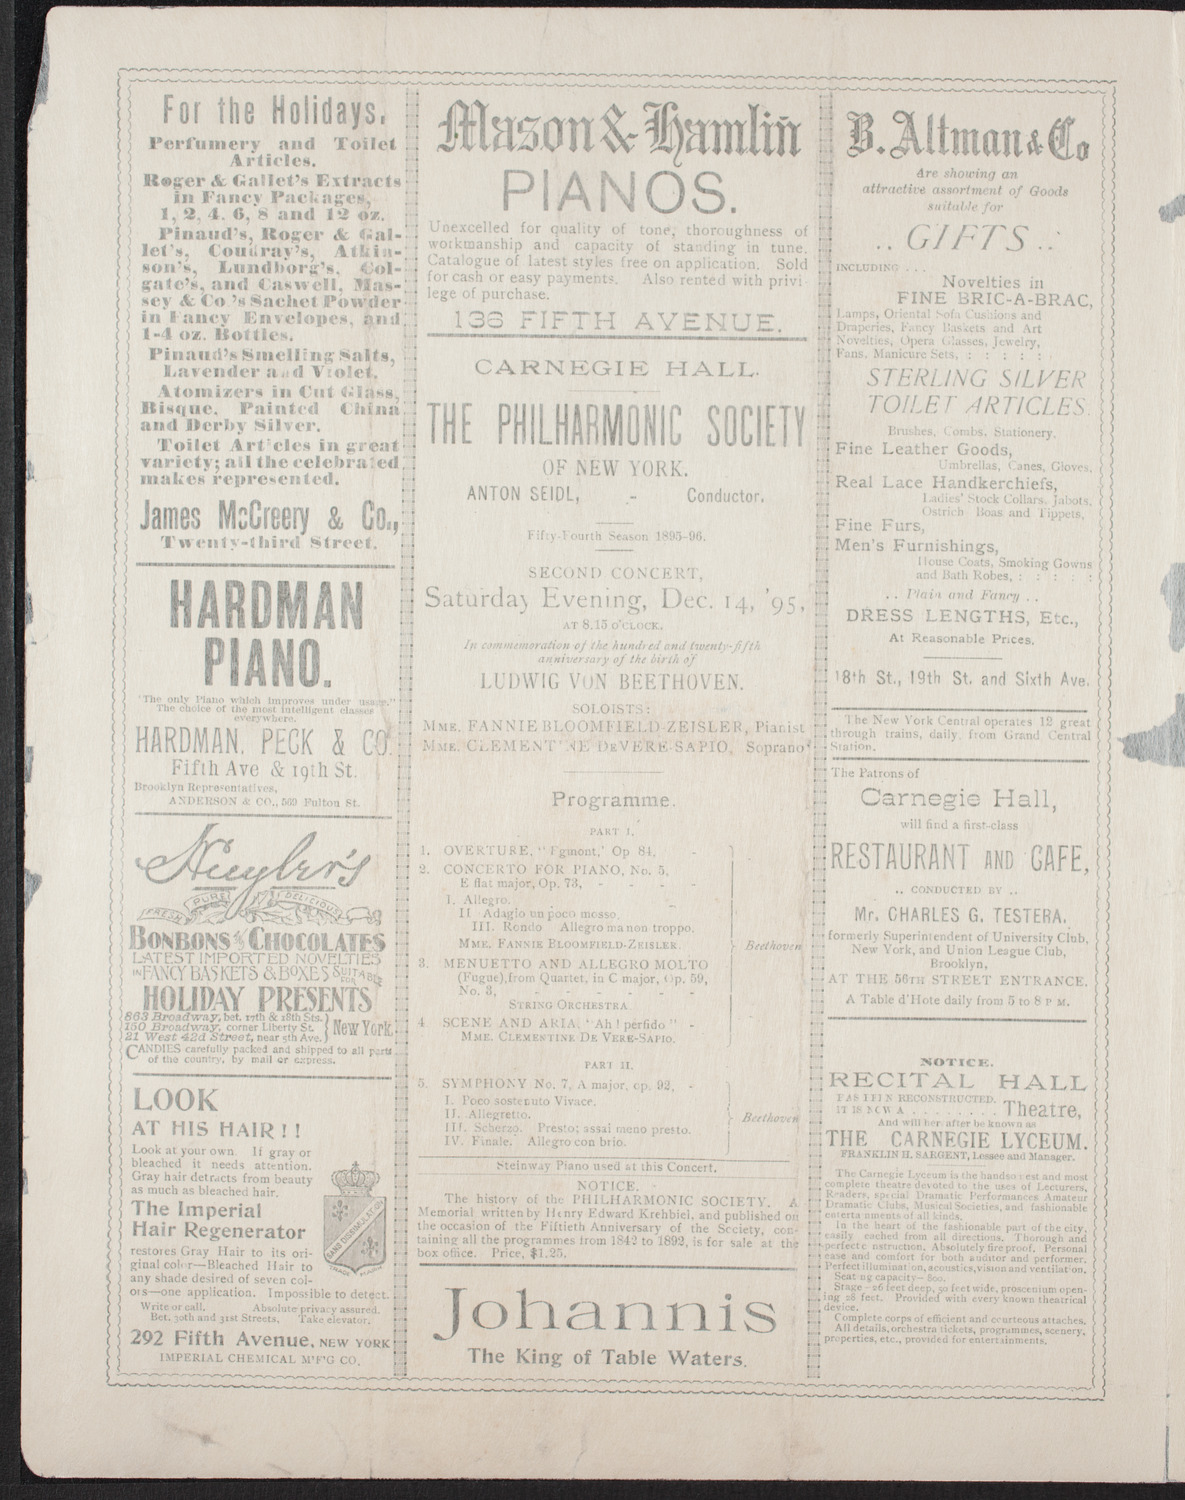 For the Holidays.
Perfumery and Toilet
Articles.
Roger & Gallet's Extracts
in Fancy Packages,
1, 2, 4, 6, 8 and 12 oz.
Pinaud's, Roger & Gal-
let's, Coudray's, Atkin-
son's, Lundborg's, Col-
gate's, and Caswell, Mas-
sey & Co.'s Sachet Powder
in Fancy Envelopes, and
1-4 oz. Bottles.
Pinaud's Smelling Salts,
Lavender and Violet.
Atomizers in Cut Glass,
Bisque, Painted China
and Derby Silver.
Toilet Articles in great
variety; all the celebrated
makes represented.
James McCreery & Co.,
Twenty-third Street.
HARDMAN
PIANO.
"The only Piano which improves under usage."
The choice of the most intelligent classes
everywhere.
HARDMAN, PECK & CO.
Fifth Ave & 19th St.
Brooklyn Representatives,
ANDERSON & CO., 569 Fulton St.
Huyler's
FRESH PURE DELICIOUS
BONBONS & CHOCOLATES
LATEST IMPORTED NOVELTIES
IN FANCY BASKETS & BOXES SUITABLE FOR
HOLIDAY PRESENTS
863 Broadway, bet. 17th & 18th Sts.
150 Broadway, corner Liberty St. } New York.
21 West 42d Street, near 5th Ave.
CANDIES carefully packed and shipped to all parts
of the country, by mail or express.
LOOK
AT HIS HAIR!!
Look at your own. If gray or
bleached it needs attention.
Gray hair detracts from beauty
as much as bleached hair.
The Imperial
Hair Regenerator
restores Gray Hair to its ori-
ginal color—Bleached Hair to
any shade desired of seven col-
ors—one application. Impossible to detect.
Write or call. Absolute privacy assured.
Bet. 30th and 31st Streets, Take elevator.
292 Fifth Avenue, NEW YORK
IMPERIAL CHEMICAL M'F'G CO.
SANS DISSIMULATION
TRADE MARK
Mason & Hamlin
PIANOS.
Unexcelled for quality of tone, thoroughness of
workmanship and capacity of standing in tune.
Catalogue of latest styles free on application. Sold
for cash or easy payments. Also rented with privi
lege of purchase.
136 FIFTH AVENUE.
CARNEGIE HALL.
THE PHILHARMONIC SOCIETY
OF NEW YORK.
ANTON SEIDL, - Conductor.
Fifty-Fourth Season 1895-96.
SECOND CONCERT,
Saturday Evening, Dec. 14, '95,
AT 8.15 O'CLOCK.
In commemoration of the hundred and twenty-fifth
anniversary of the birth of
LUDWIG VON BEETHOVEN.
SOLOISTS:
MME. FANNIE BLOOMFIELD-ZEISLER, Pianist
MME. CLEMENTINE DEVERE-SAPIO, Soprano
Programme.
PART I.
1. OVERTURE, "Egmont,' Op 84, -
2. CONCERTO FOR PIANO, No. 5,
E flat major, Op. 73, - - - -
I. Allegro.
II Adagio un poco mosso.
III. Rondo Allegro ma non troppo.
MME. FANNIE BLOOMFIELD-ZEISLER. Beethoven
3. MENUETTO AND ALLEGRO MOLTO
(Fugue), from Quartet, in C major, Op. 59,
No. 3, - - - - -
STRING ORCHESTRA
4 SCENE AND ARIA, "Ah! perfido" -
MME. CLEMENTINE DE VERE-SAPIO.
PART II.
5. SYMPHONY No. 7, A major, op. 92, -
I. Poco sostenuto Vivace.
II. Allegretto. Beethoven
III. Scherzo. Presto; assai meno presto.
IV. Finale. Allegro con brio.
Steinway Piano used at this Concert.
NOTICE.
The history of the PHILHARMONIC SOCIETY. A
Memorial written by Henry Edward Krehbiel, and published on
the occasion of the Fiftieth Anniversary of the Society, con-
taining all the programmes from 1842 to 1892, is for sale at the
box office. Price, $1.25.
Johannis
The King of Table Waters.
B. Altman & Co
Are showing an
attractive assortment of Goods
suitable for
.. GIFTS ..
INCLUDING . . .
Novelties in
FINE BRIC-A-BRAC,
Lamps, Oriental Sofa Cushions and
Draperies, Fancy Baskets and Art
Novelties, Opera Glasses, Jewelry,
Fans, Manicure Sets, : : : : :
STERLING SILVER
TOILET ARTICLES.
Brushes, Combs, Stationery.
Fine Leather Goods,
Umbrellas, Canes, Gloves,
Real Lace Handkerchiefs,
Ladies' Stock Collars, Jabots,
Ostrich Boas and Tippets,
Fine Furs,
Men's Furnishings,
House Coats, Smoking Gowns
and Bath Robes, : : : : :
.. Plain and Fancy ..
DRESS LENGTHS, Etc.,
At Reasonable Prices.
18th St., 19th St. and Sixth Ave.
The New York Central operates 12 great
through trains, daily, from Grand Central
Station.
The Patrons of
Carnegie Hall,
will find a first-class
RESTAURANT AND CAFE,
.. CONDUCTED BY ..
Mr. CHARLES G. TESTERA.
formerly Superintendent of University Club,
New York, and Union League Club,
Brooklyn,
AT THE 56TH STREET ENTRANCE.
A Table d'Hote daily from 5 to 8 P M.
NOTICE.
RECITAL HALL
HAS BEEN RECONSTRUCTED.
IT IS NOW A . . . . . . . . Theatre,
And will hereafter be known as
THE CARNEGIE LYCEUM.
FRANKLIN H. SARGENT, Lessee and Manager.
The Carnegie Lyceum is the handsomest and most
complete theatre devoted to the uses of Lecturers,
Readers, special Dramatic Performances Amateur
Dramatic Clubs, Musical Societies, and fashionable
entertainments of all kinds.
In the heart of the fashionable part of the city,
easily reached from all directions. Thorough and
perfect construction, Absolutely fire proof. Personal
ease and comfort for both auditor and performer.
Perfect illumination, acoustics, vision and ventilation.
Seating capacity—800.
Stage—26 feet deep, 50 feet wide, proscenium open-
ing 28 feet. Provided with every known theatrical
device.
Complete corps of efficient and courteous attaches.
All details, orchestra tickets, programmes, scenery,
properties, etc., provided for entertainments.